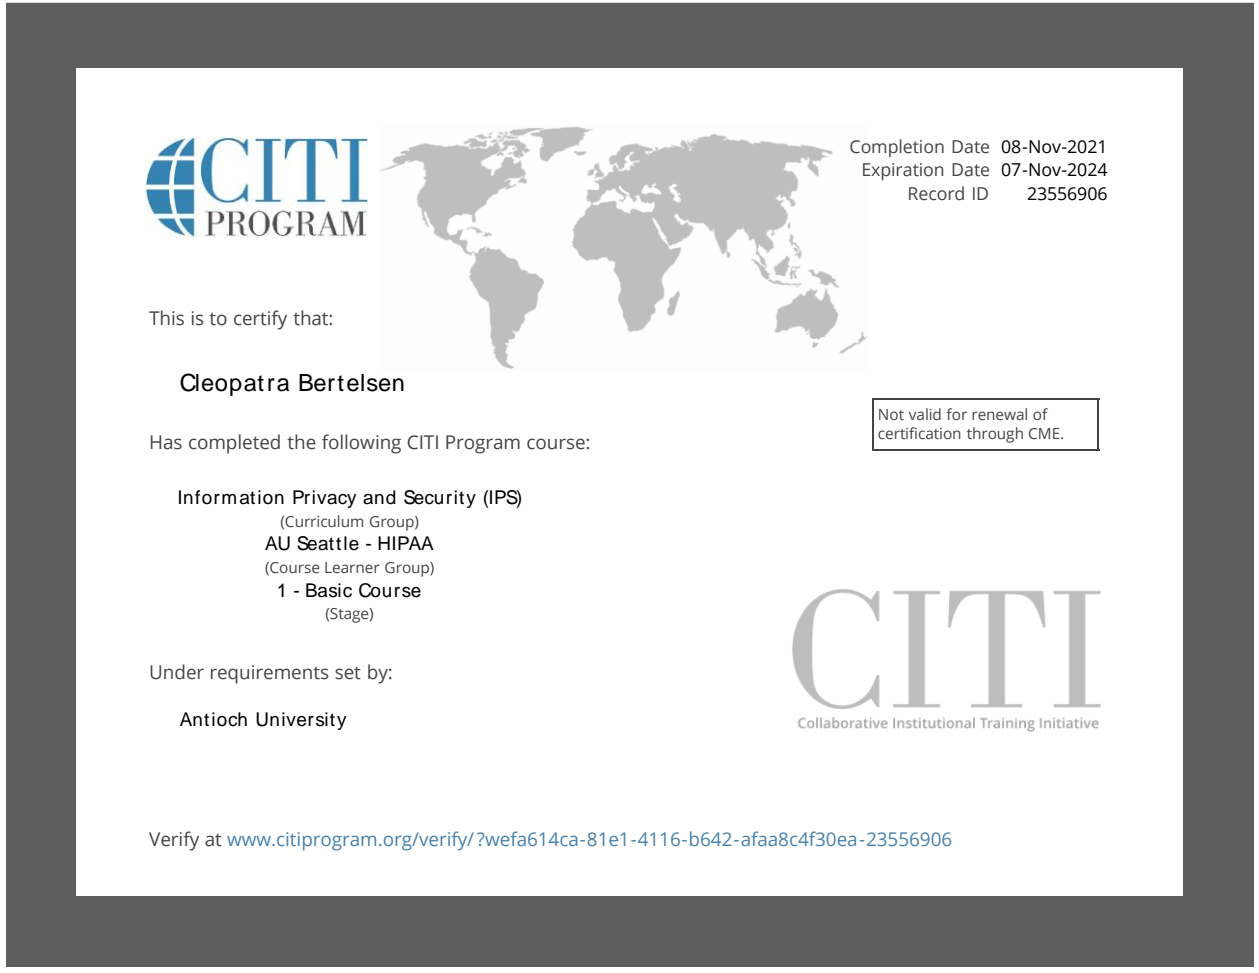 CITI
PROGRAM
Completion Date 08-Nov-2021
Expiration Date 07-Nov-2024
Record ID 23556906
This is to certify that:
Cleopatra Bertelsen
Not valid for renewal of
certification through CME.
Has completed the following CITI Program course:
Information Privacy and Security (IPS)
(Curriculum Group)
AU Seattle - HIPAA
(Course Learner Group)
1 - Basic Course
(Stage)
Under requirements set by:
Antioch University
CITI
Collaborative Institutional Training Initiative
Verify at www.citiprogram.org/verify/?wefa614ca-81e1-4116-b642-afaa8c4f30ea-23556906